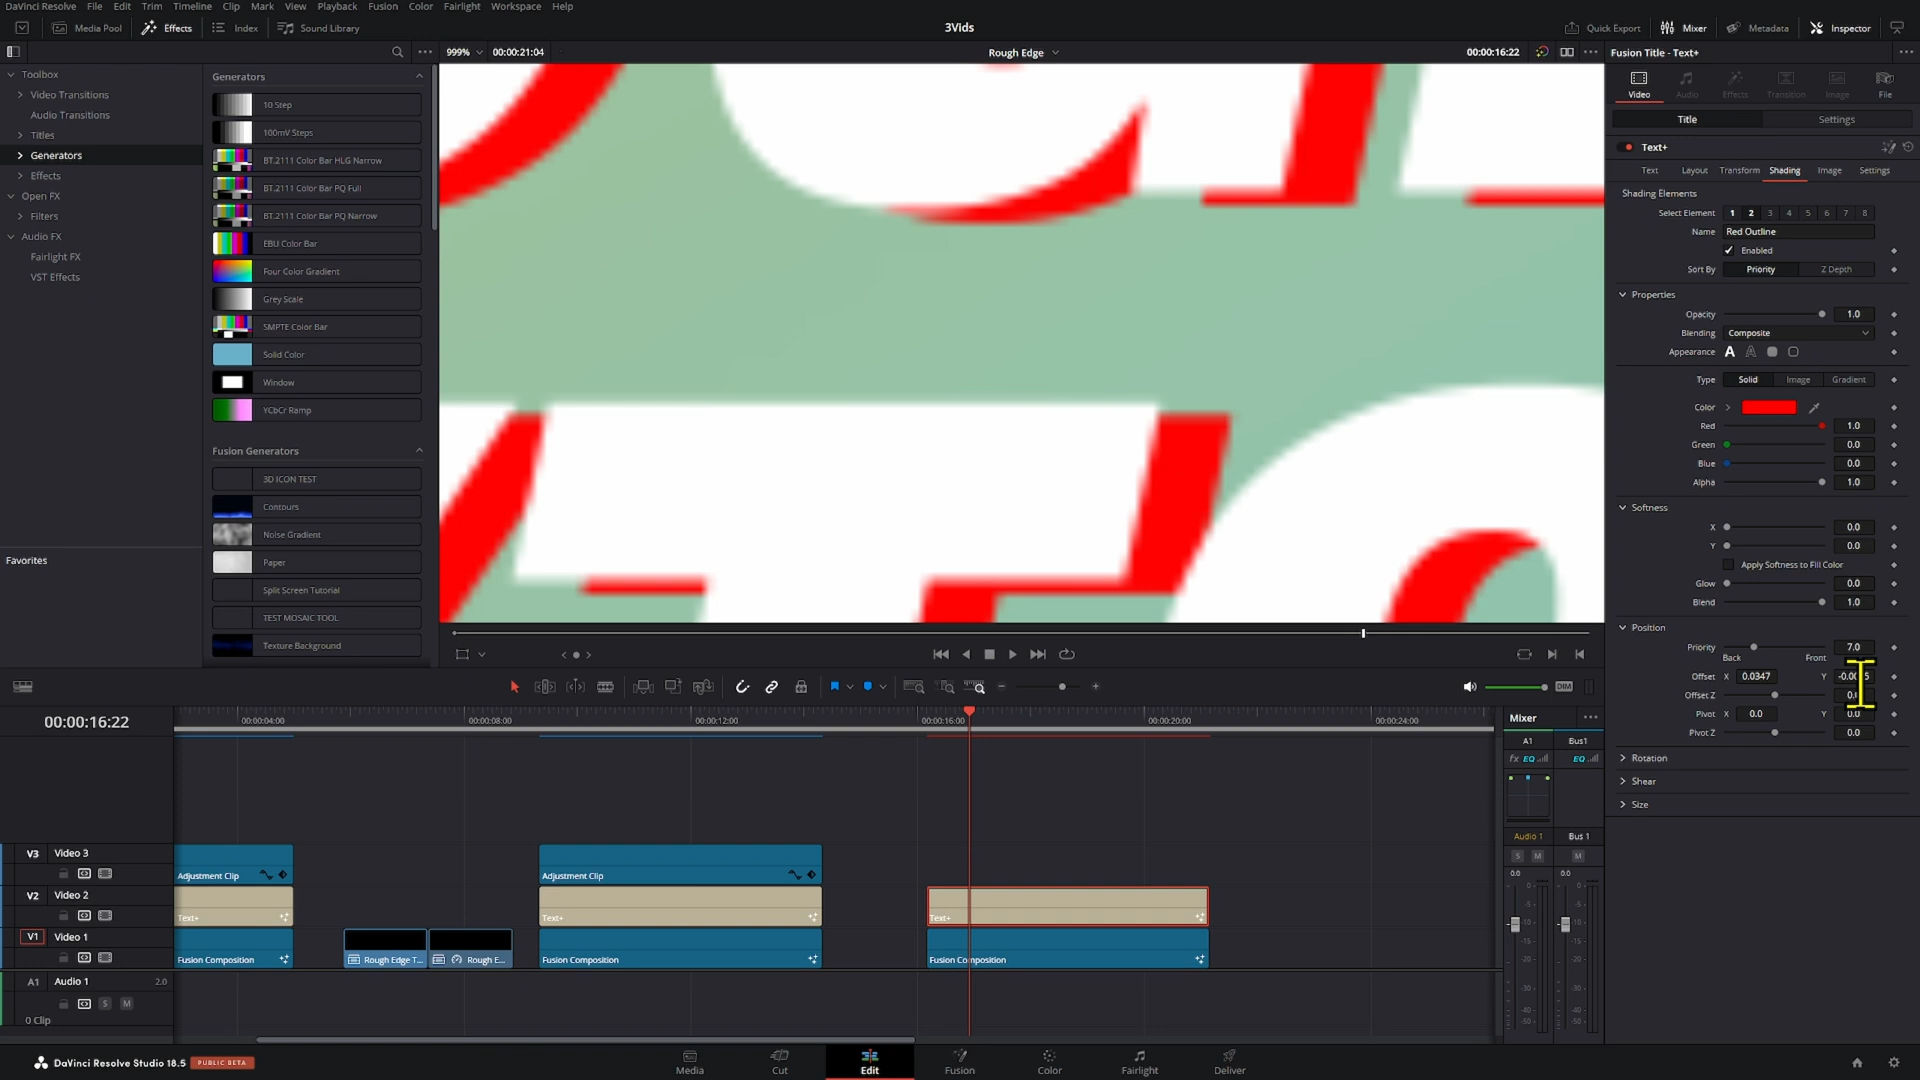 DaVinci Resolve File Edit Trim Timeline Clip Mark View Playback Fusion Color Fairlight Workspace Help
Media Pool Effects Index Sound Library 3Vids Quick Export Mixer Metadata Inspector
999% 00:00:21:04 Rough Edge 00:00:16:22 Fusion Title - Text+
Toolbox
Video Transitions
Audio Transitions
Titles
Generators
Effects
Open FX
Filters
Audio FX
Fairlight FX
VST Effects
Favorites
Generators
10 Step
100mV Steps
BT.2111 Color Bar HLG Narrow
BT.2111 Color Bar PQ Full
BT.2111 Color Bar PQ Narrow
EBU Color Bar
Four Color Gradient
Grey Scale
SMPTE Color Bar
Solid Color
Window
YCbCr Ramp
Fusion Generators
3D ICON TEST
Contours
Noise Gradient
Paper
Split Screen Tutorial
TEST MOSAIC TOOL
Texture Background
Video Audio Effects Transition Image File
Title Settings
Text+
Text Layout Transform Shading Image Settings
Shading Elements
Select Element 1 2 3 4 5 6 7 8
Name Red Outline
Enabled
Sort By Priority Z Depth
Properties
Opacity 1.0
Blending Composite
Appearance A A
Type Solid Image Gradient
Color
Red 1.0
Green 0.0
Blue 0.0
Alpha 1.0
Softness
X 0.0
Y 0.0
Apply Softness to Fill Color
Glow 0.0
Blend 1.0
Position
Priority 7.0
Back Front
Offset X 0.0347 Y
Offset Z
Pivot X 0.0 Y 0.0
Pivot Z 0.0
Rotation
Shear
Size
DIM
00:00:16:22
00:00:04:00 00:00:08:00 00:00:12:00 00:00:16:00 00:00:20:00 00:00:24:00
V3 Video 3
Adjustment Clip Adjustment Clip
V2 Video 2
Text+ Text+ Text+
V1 Video 1
Fusion Composition Rough Edge T... Rough E... Fusion Composition Fusion Composition
A1 Audio 1 2.0
S M
0 Clip
Mixer
A1 Bus1
fx EQ EQ
Audio 1 Bus 1
S M M
0.0 0.0
DaVinci Resolve Studio 18.5 PUBLIC BETA
Media Cut Edit Fusion Color Fairlight Deliver